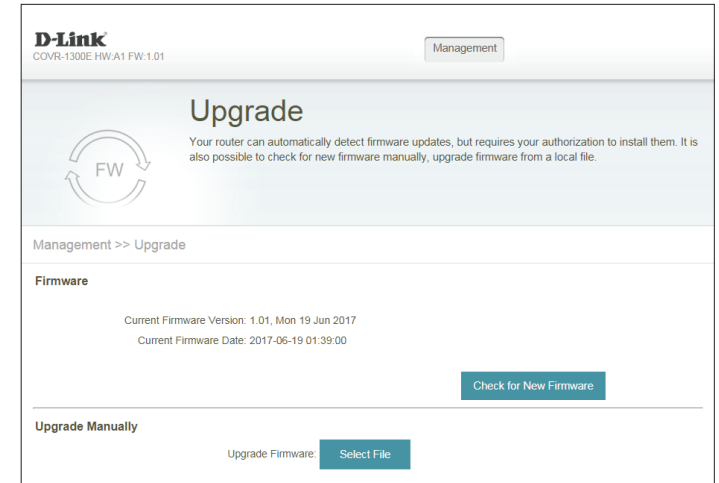 D-Link
COVR-1300E HW:A1 FW:1.01
Management
Upgrade
Your router can automatically detect firmware updates, but requires your authorization to install them. It is
also possible to check for new firmware manually, upgrade firmware from a local file.
FW
Management >> Upgrade
Firmware
Current Firmware Version: 1.01, Mon 19 Jun 2017
Current Firmware Date: 2017-06-19 01:39:00
Check for New Firmware
Upgrade Manually
Upgrade Firmware: Select File